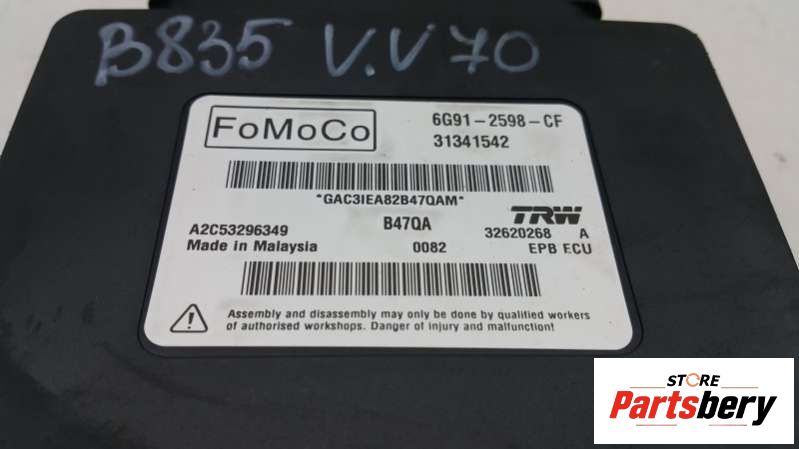 B835 V.V70
FoMoCo
6G91-2598-CF
31341542
*GAC3IEA82B47QAM*
A2C53296349
B47QA
TRW
32620268 A
Made in Malaysia
0082
EPB ECU
Assembly and disassembly may only be done by qualified workers
of authorised workshops. Danger of injury and malfunction!
STORE
Partsbery